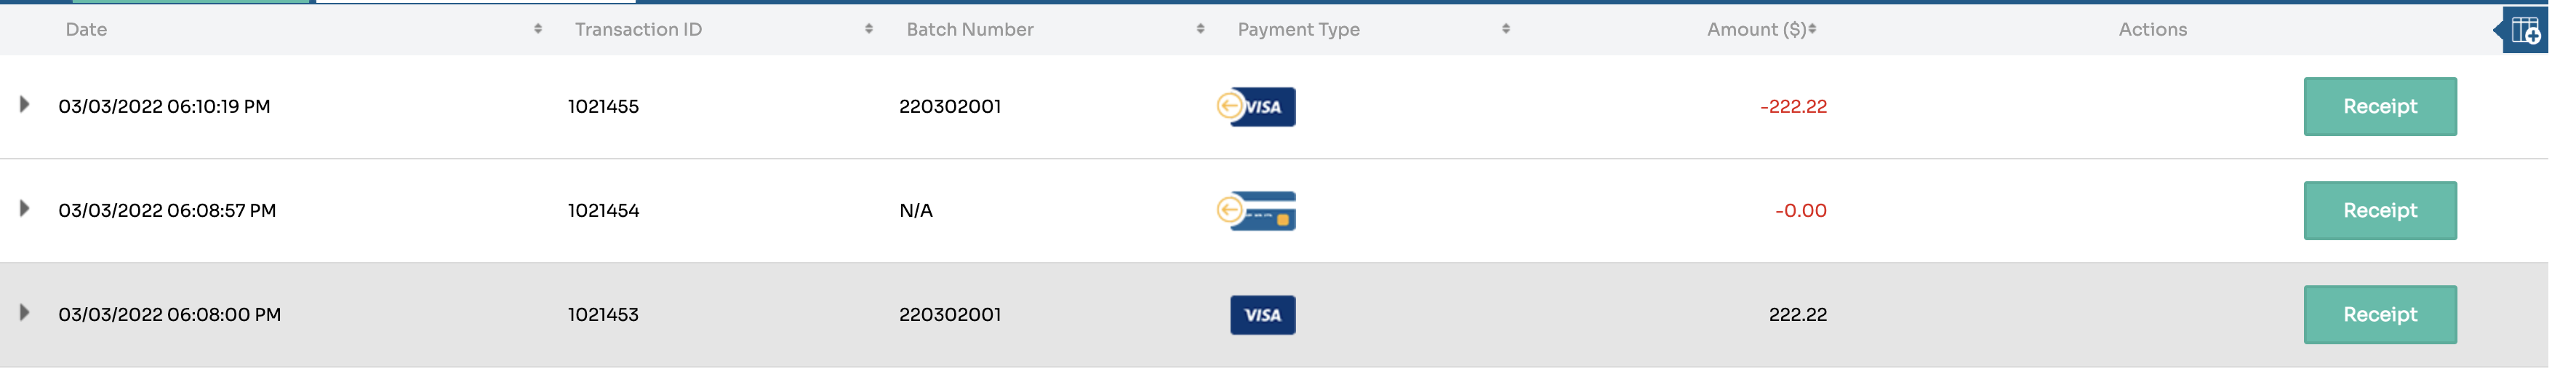 Date Transaction ID Batch Number Payment Type Amount ($) Actions
03/03/2022 06:10:19 PM 1021455 220302001 VISA -222.22 Receipt
03/03/2022 06:08:57 PM 1021454 N/A -0.00 Receipt
03/03/2022 06:08:00 PM 1021453 220302001 VISA 222.22 Receipt